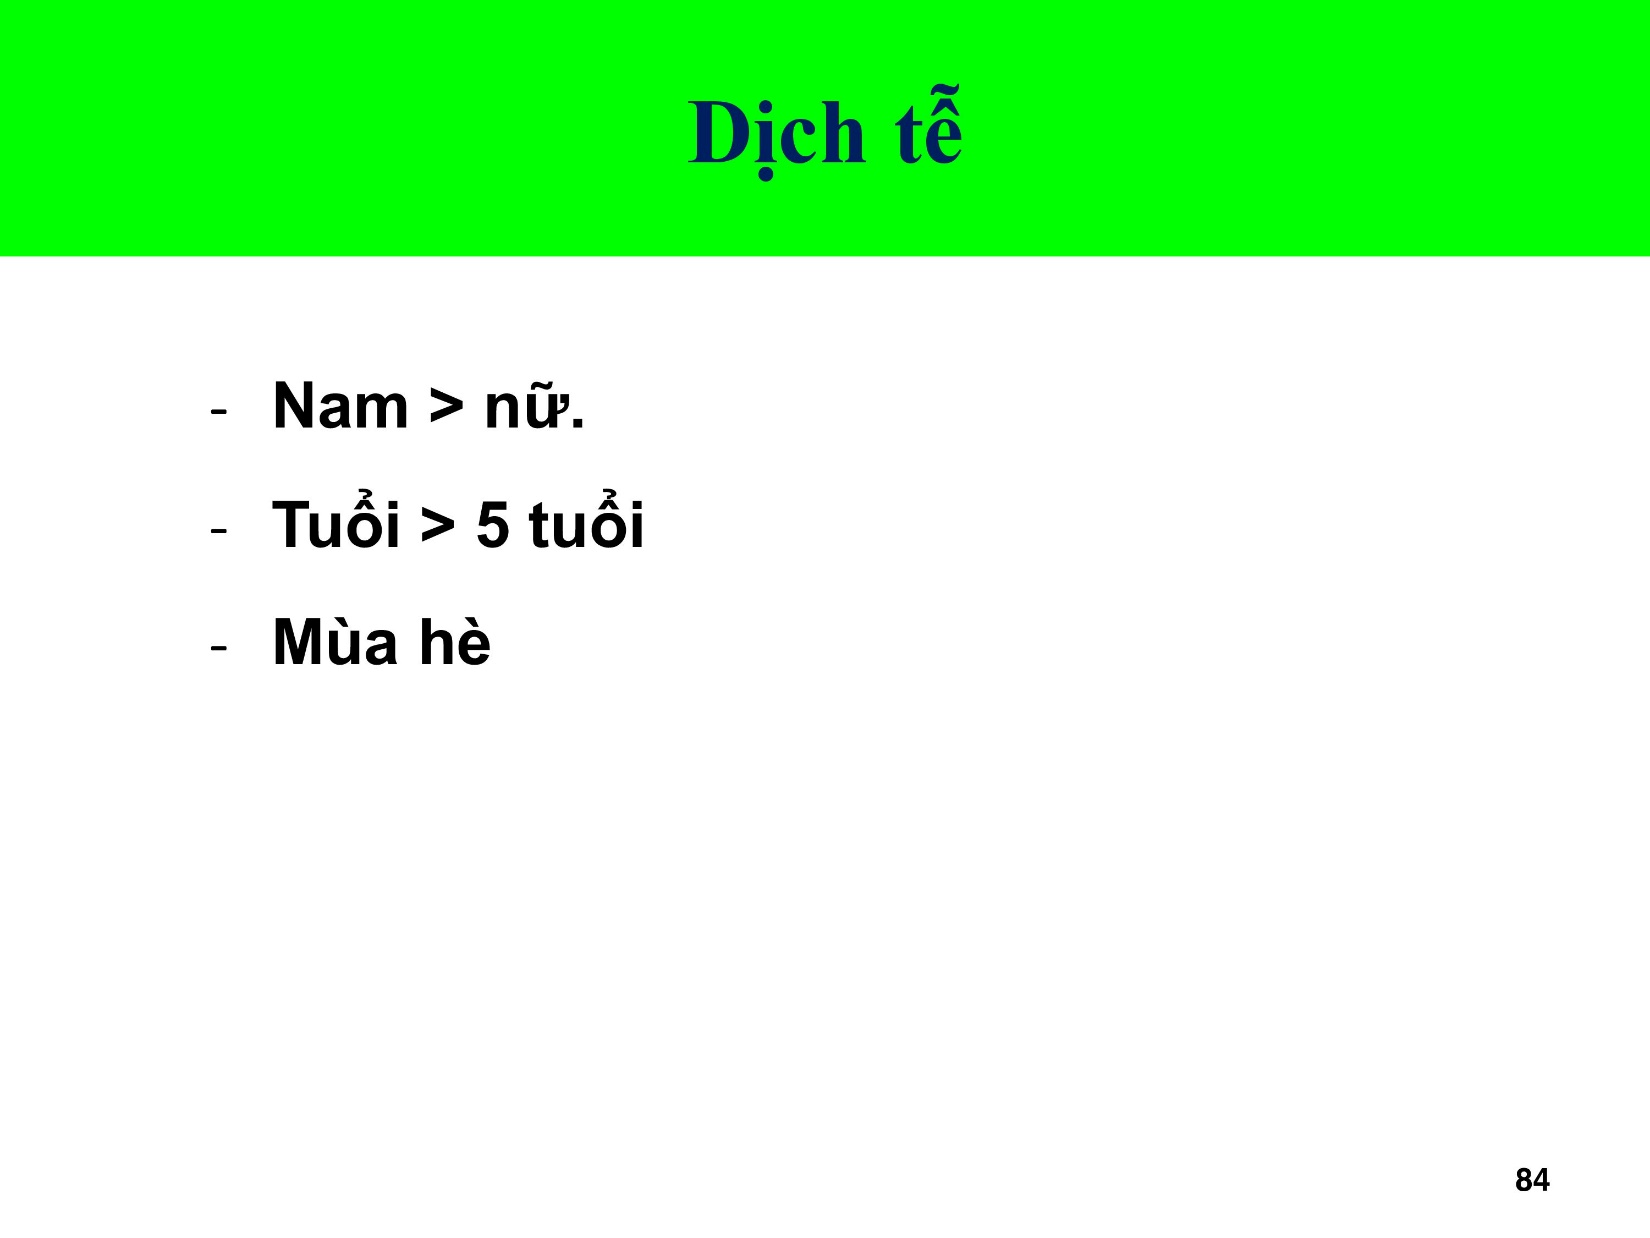 Dịch tễ
- Nam > nữ.
- Tuổi > 5 tuổi
- Mùa hè
84